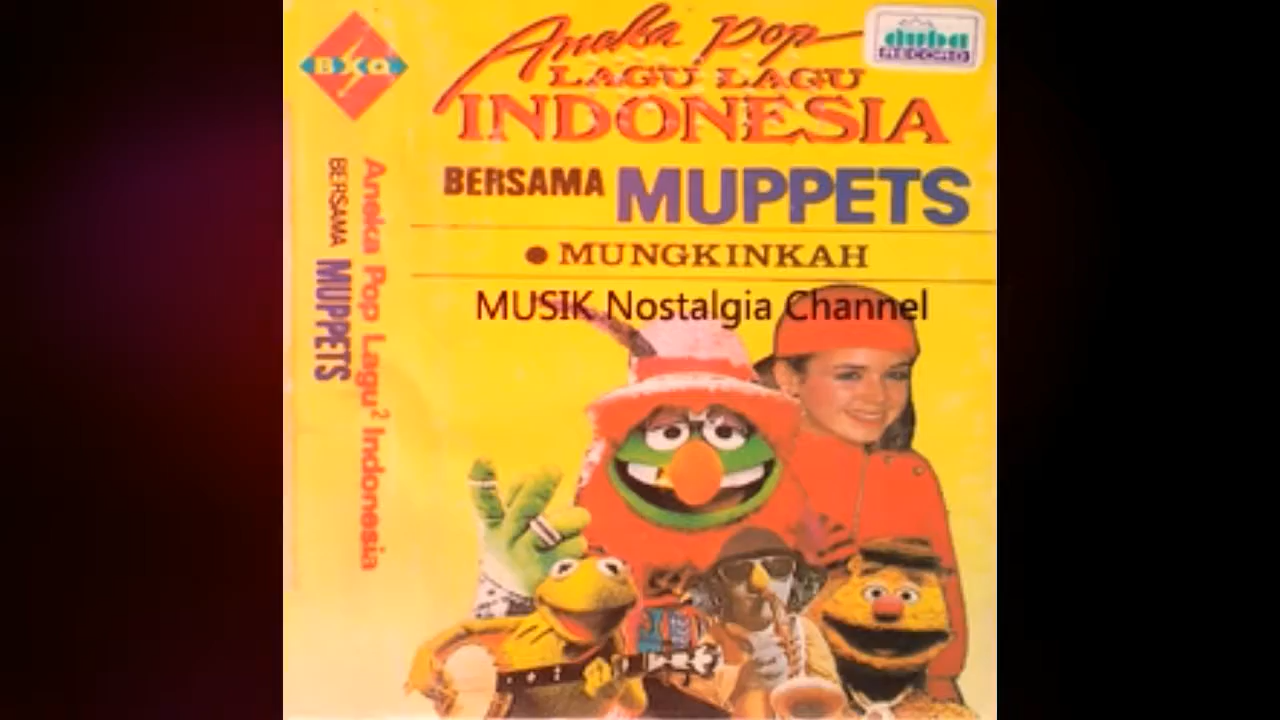 BXQ
Aneka Pop
LAGU LAGU
INDONESIA
duba
RECORD
BERSAMA MUPPETS
• MUNGKINKAH
MUSIK Nostalgia Channel
Aneka Pop Lagu² Indonesia
BERSAMA MUPPETS